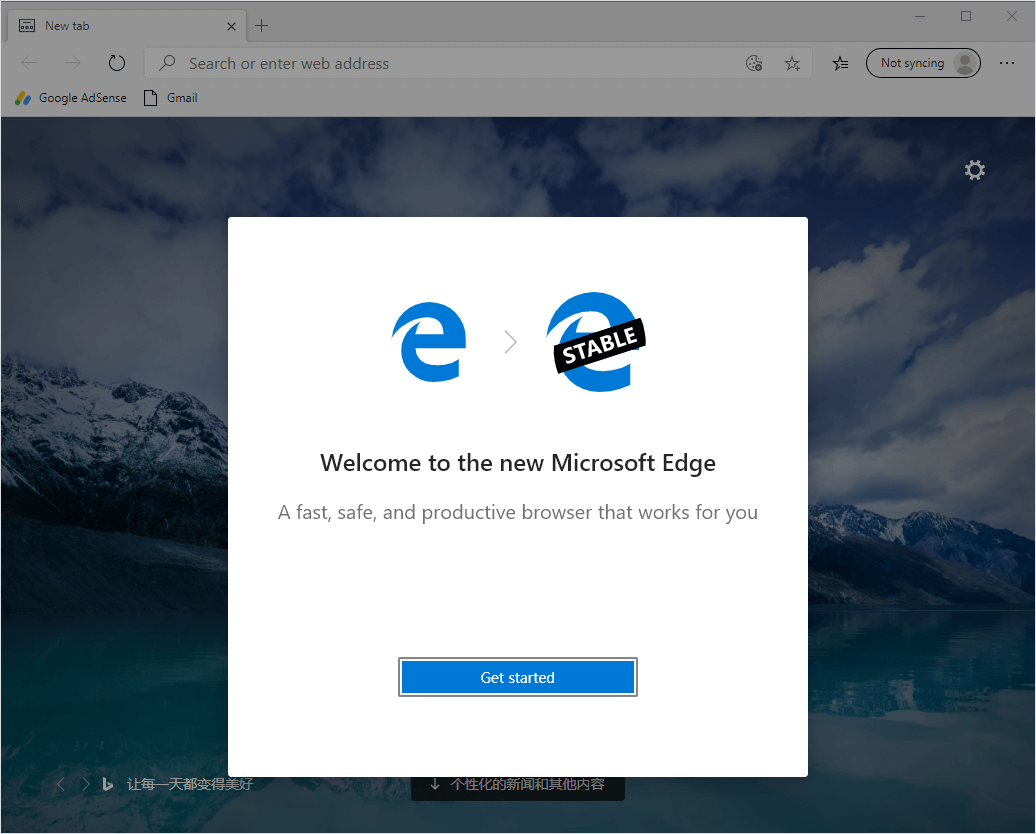 New tab
Search or enter web address
Not syncing
Google AdSense
Gmail
STABLE
Welcome to the new Microsoft Edge
A fast, safe, and productive browser that works for you
Get started
让每一天都变得美好
个性化的新闻和其他内容